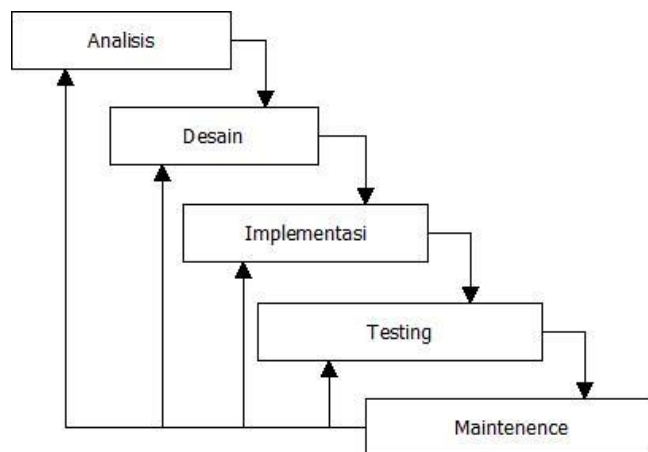 Analisis
Desain
Implementasi
Testing
Maintenence